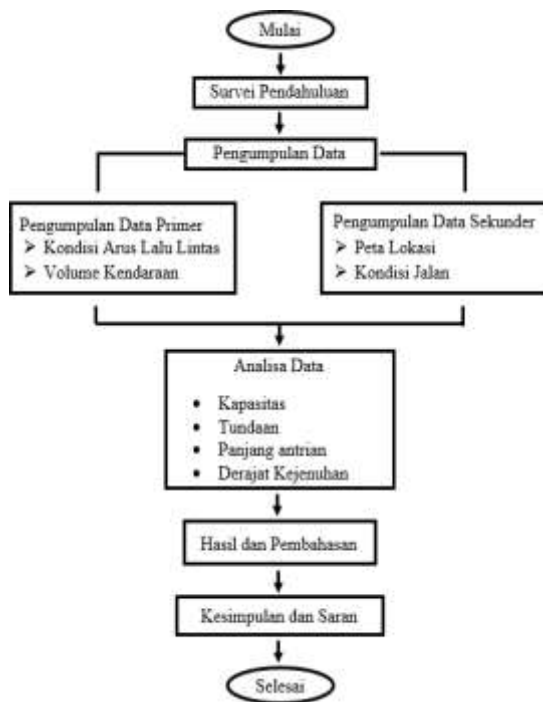 Mulai
Survei Pendahuluan
Pengumpulan Data
Pengumpulan Data Primer
➢ Kondisi Arus Lalu Lintas
➢ Volume Kendaraan
Pengumpulan Data Sekunder
➢ Peta Lokasi
➢ Kondisi Jalan
Analisa Data
• Kapasitas
• Tundaan
• Panjang antrian
• Derajat Kejenuhan
Hasil dan Pembahasan
Kesimpulan dan Saran
Selesai